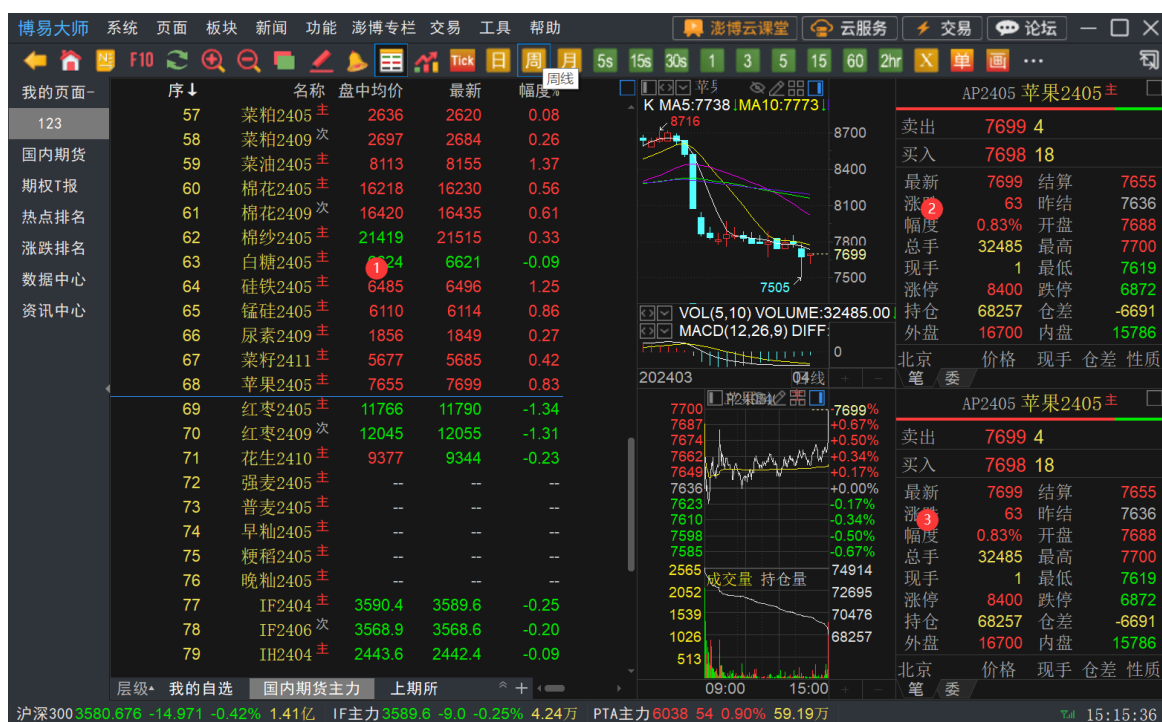 博易大师 系统 页面 板块 新闻 功能 澎博专栏 交易 工具 帮助 澎博云课堂 云服务 交易 论坛
F10 Tick 日 周 月 5s 15s 30s 1 3 5 15 60 2hr X 单 画 ...
周线
我的页面-
123
国内期货
期权T报
热点排名
涨跌排名
数据中心
资讯中心
序↓ 名称 盘中均价 最新 幅度%
57 菜粕2405 主 2636 2620 0.08
58 菜粕2409 次 2697 2684 0.26
59 菜油2405 主 8113 8155 1.37
60 棉花2405 主 16218 16230 0.56
61 棉花2409 次 16420 16435 0.61
62 棉纱2405 主 21419 21515 0.33
63 白糖2405 主 1 624 6621 -0.09
64 硅铁2405 主 6485 6496 1.25
65 锰硅2405 主 6110 6114 0.86
66 尿素2409 主 1856 1849 0.27
67 菜籽2411 主 5677 5685 0.42
68 苹果2405 主 7655 7699 0.83
69 红枣2405 主 11766 11790 -1.34
70 红枣2409 次 12045 12055 -1.31
71 花生2410 主 9377 9344 -0.23
72 强麦2405 主 -- --
73 普麦2405 主 -- --
74 早籼2405 主 -- --
75 粳稻2405 主 -- --
76 晚籼2405 主 -- --
77 IF2404 主 3590.4 3589.6 -0.25
78 IF2406 次 3568.9 3568.6 -0.20
79 IH2404 主 2443.6 2442.4 -0.09
层级 我的自选 国内期货主力 上期所 +
K MA5:7738↓MA10:7773↓
8716
8700
8400
8100
7800
7699
7500
7505
VOL(5,10) VOLUME:32485.00
MACD(12,26,9) DIFF:
0
202403 04 线
7700 7699%
7687 +0.67%
7674 +0.50%
7662 +0.34%
7649 +0.17%
7636 +0.00%
7623 -0.17%
7610 -0.34%
7598 -0.50%
7585 -0.67%
2565 成交量 持仓量 74914
2052 72695
1539 70476
1026 68257
513
09:00 15:00
AP2405 苹果2405 主
卖出 7699 4
买入 7698 18
最新 7699 结算 7655
涨 2 63 昨结 7636
幅度 0.83% 开盘 7688
总手 32485 最高 7700
现手 1 最低 7619
涨停 8400 跌停 6872
持仓 68257 仓差 -6691
外盘 16700 内盘 15786
北京 价格 现手 仓差 性质
笔 委
AP2405 苹果2405 主
卖出 7699 4
买入 7698 18
最新 7699 结算 7655
3 63 昨结 7636
幅度 0.83% 开盘 7688
总手 32485 最高 7700
现手 1 最低 7619
涨停 8400 跌停 6872
持仓 68257 仓差 -6691
外盘 16700 内盘 15786
北京 价格 现手 仓差 性质
笔 委
沪深300 3580.676 -14.971 -0.42% 1.41亿 IF主力 3589.6 -9.0 -0.25% 4.24万 PTA主力 6038 54 0.90% 59.19万 15:15:36